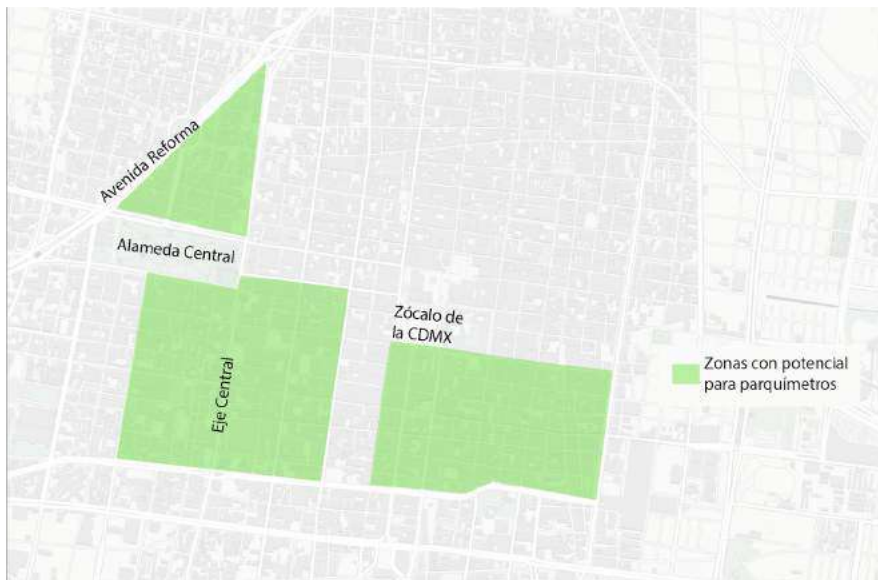 Avenida Reforma
Alameda Central
Zócalo de
la CDMX
Eje Central
Zonas con potencial
para parquímetros